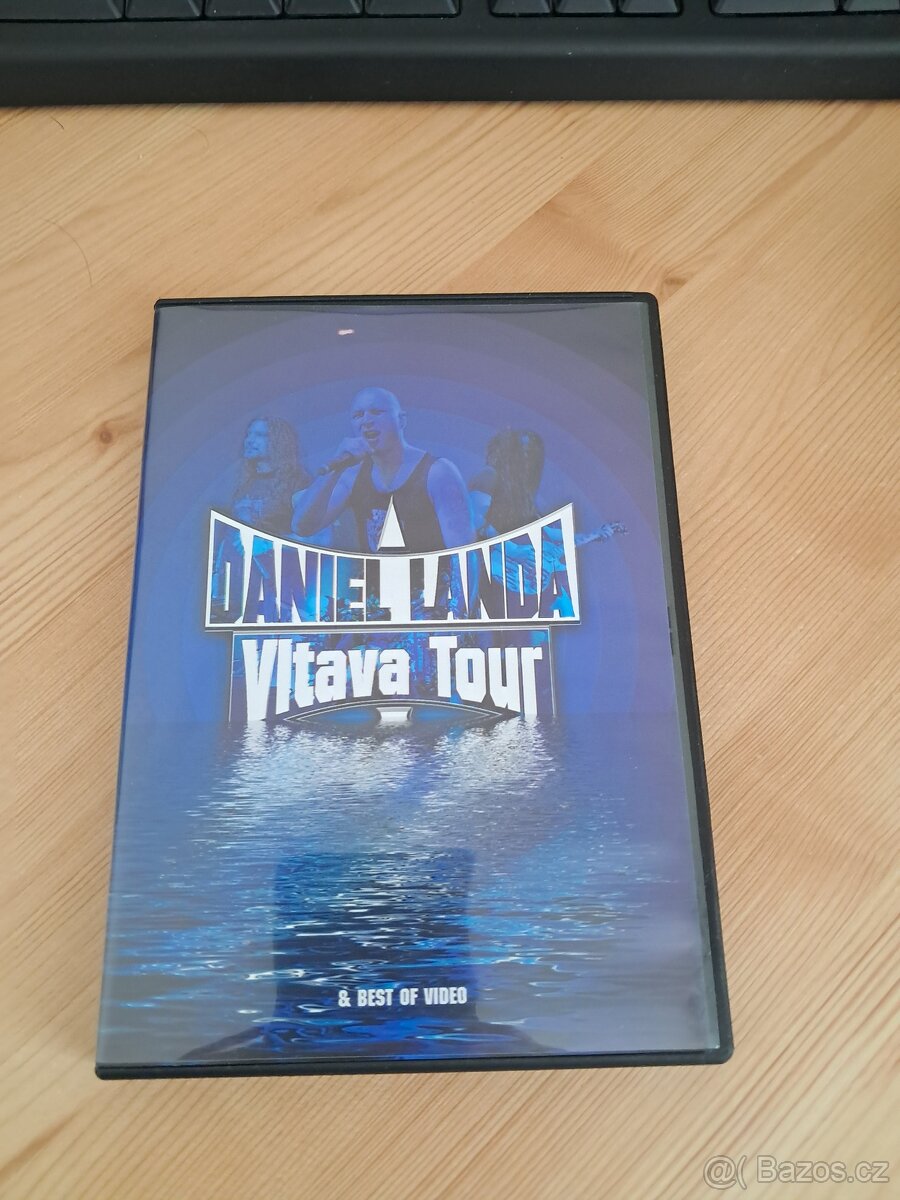 DANIEL LANDA
Vltava Tour
& BEST OF VIDEO
@( Bazos.cz